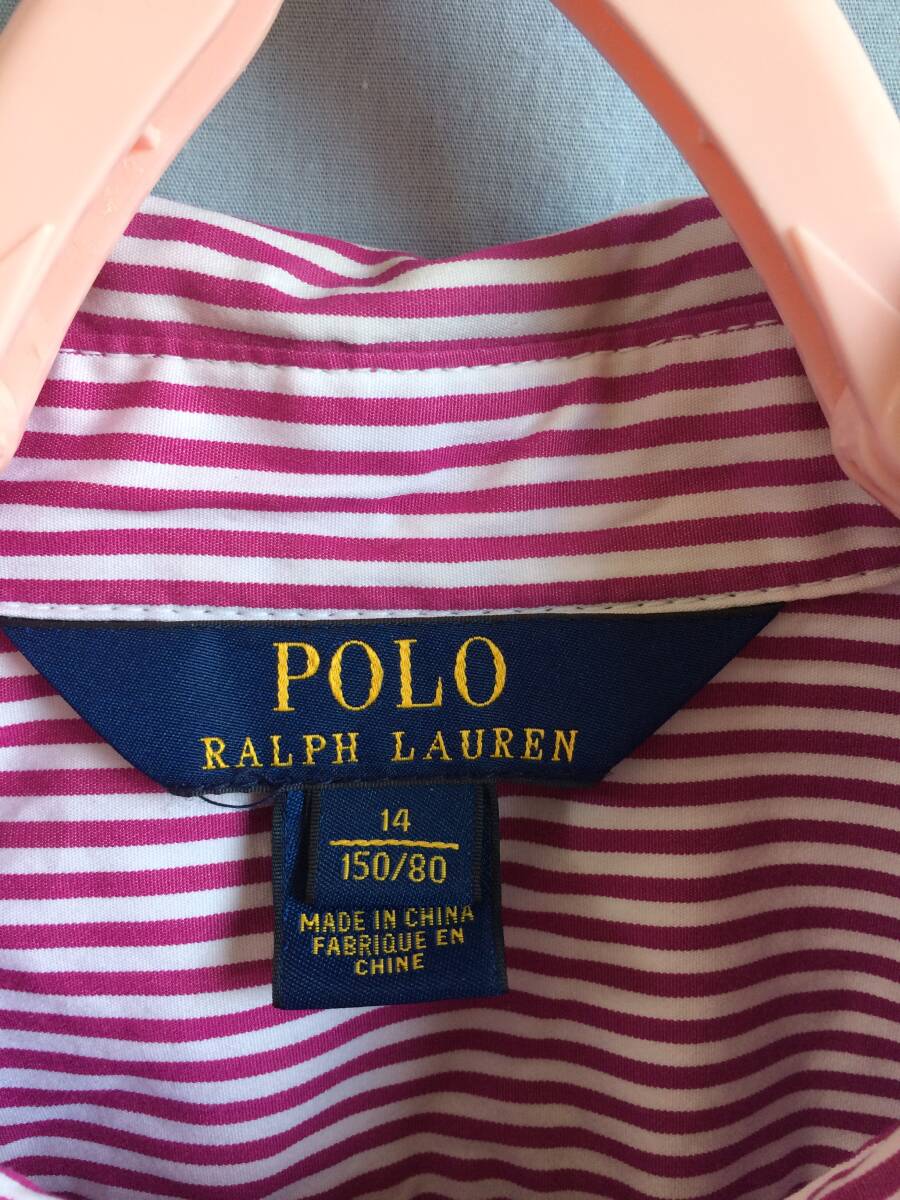 POLO
RALPH LAUREN
14
150/80
MADE IN CHINA
FABRIQUE EN
CHINE